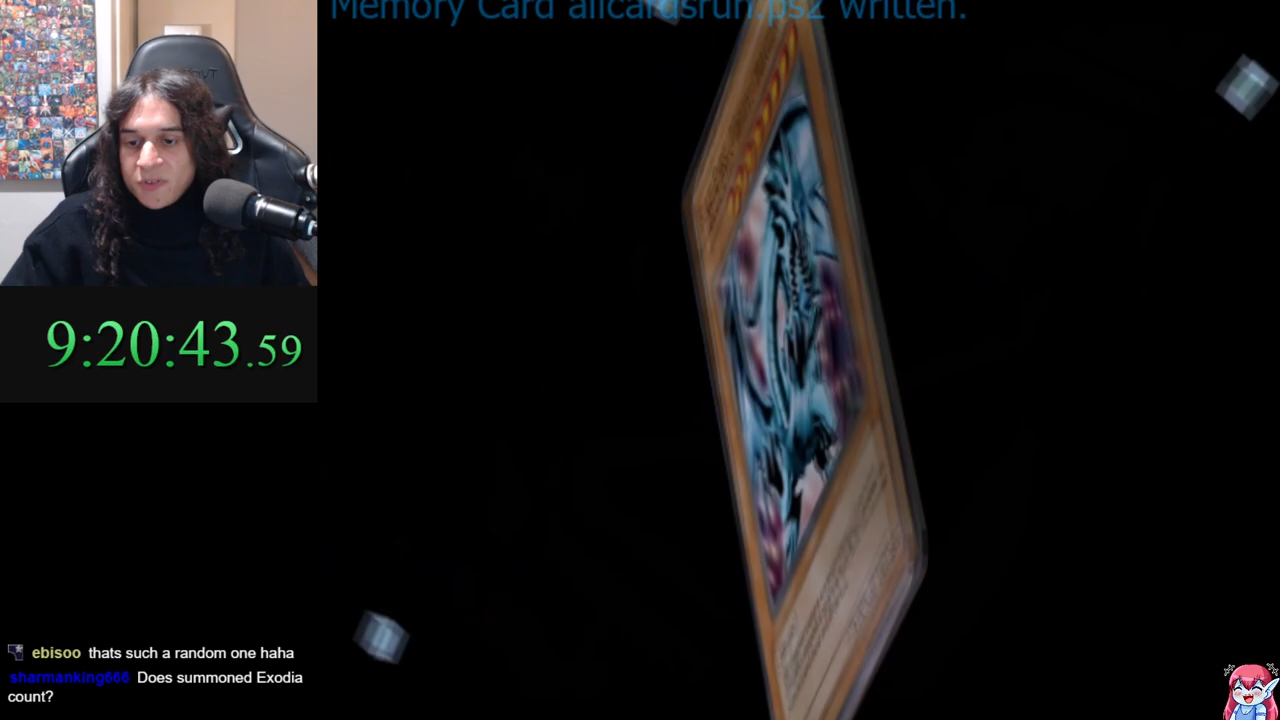 Memory Card allcardsrun.ps2 written.
9:20:43.59
ebisoo thats such a random one haha
sharmanking666 Does summoned Exodia
count?